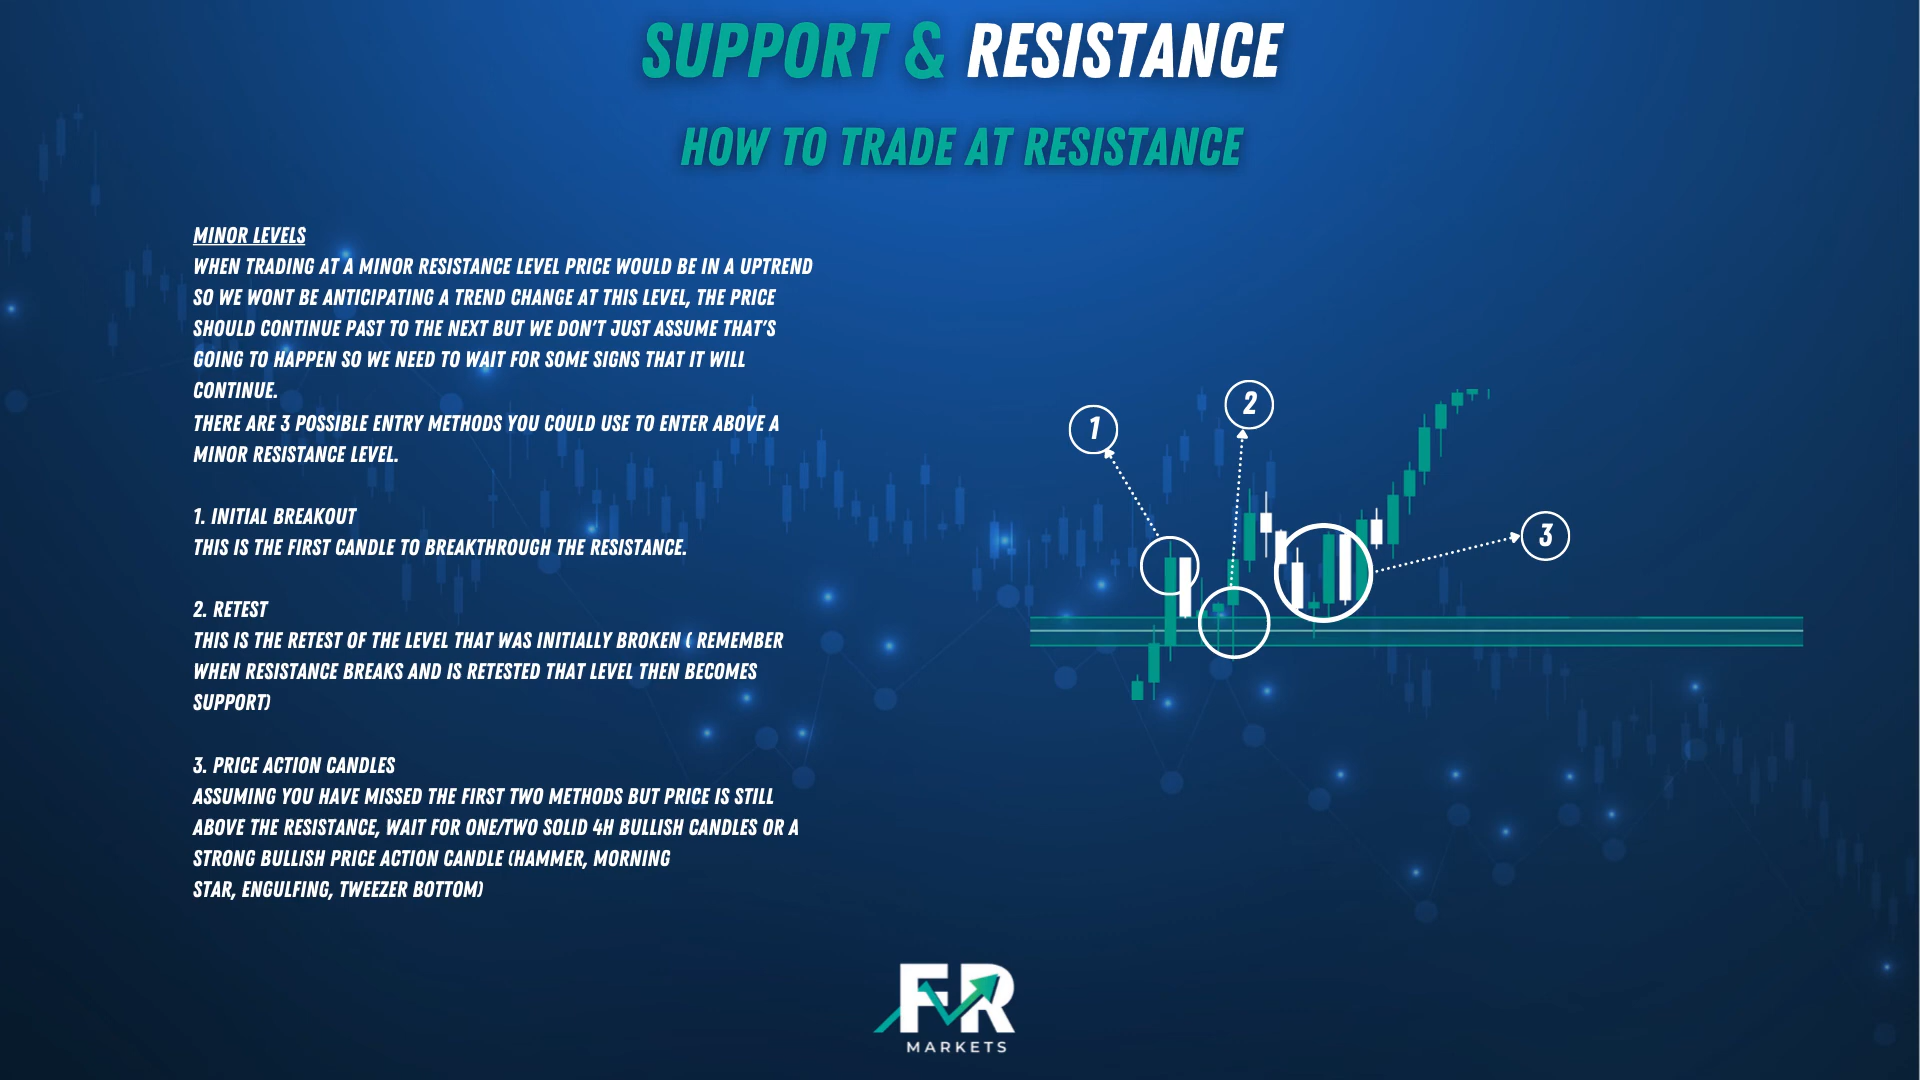 SUPPORT & RESISTANCE
HOW TO TRADE AT RESISTANCE
MINOR LEVELS
WHEN TRADING AT A MINOR RESISTANCE LEVEL PRICE WOULD BE IN A UPTREND
SO WE WONT BE ANTICIPATING A TREND CHANGE AT THIS LEVEL, THE PRICE
SHOULD CONTINUE PAST TO THE NEXT BUT WE DON'T JUST ASSUME THAT'S
GOING TO HAPPEN SO WE NEED TO WAIT FOR SOME SIGNS THAT IT WILL
CONTINUE.
THERE ARE 3 POSSIBLE ENTRY METHODS YOU COULD USE TO ENTER ABOVE A
MINOR RESISTANCE LEVEL.
1. INITIAL BREAKOUT
THIS IS THE FIRST CANDLE TO BREAKTHROUGH THE RESISTANCE.
2. RETEST
THIS IS THE RETEST OF THE LEVEL THAT WAS INITIALLY BROKEN ( REMEMBER
WHEN RESISTANCE BREAKS AND IS RETESTED THAT LEVEL THEN BECOMES
SUPPORT)
3. PRICE ACTION CANDLES
ASSUMING YOU HAVE MISSED THE FIRST TWO METHODS BUT PRICE IS STILL
ABOVE THE RESISTANCE, WAIT FOR ONE/TWO SOLID 4H BULLISH CANDLES OR A
STRONG BULLISH PRICE ACTION CANDLE (HAMMER, MORNING
STAR, ENGULFING, TWEEZER BOTTOM)
1
2
3
FR
MARKETS